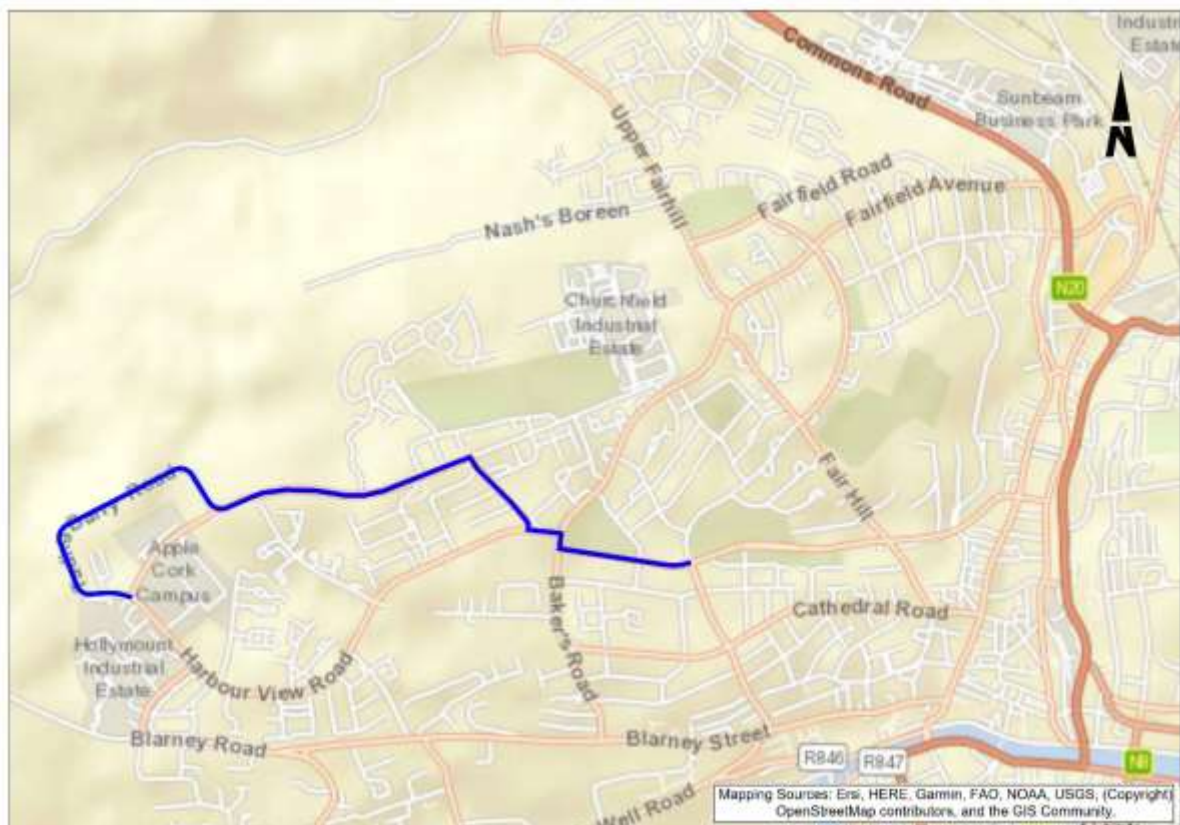 Industri
Estate
Commons Road
Sunbeam
Business Park
N
Upper Fairhill
Fairfield Road
Fairfield Avenue
Nash's Boreen
N20
Churchfield
Industrial
Estate
Fair Hill
Apple
Cork
Campus
Baker's Road
Cathedral Road
Hollymount
Industrial
Estate
Harbour View Road
Blarney Road
Blarney Street
R846
R847
N8
Well Road
Mapping Sources: Esri, HERE, Garmin, FAO, NOAA, USGS, (Copyright)
OpenStreetMap contributors, and the GIS Community.